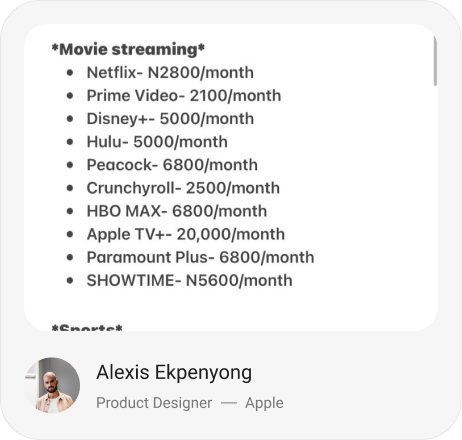 *Movie streaming*
• Netflix- N2800/month
• Prime Video- 2100/month
• Disney+- 5000/month
• Hulu- 5000/month
• Peacock- 6800/month
• Crunchyroll- 2500/month
• HBO MAX- 6800/month
• Apple TV+- 20,000/month
• Paramount Plus- 6800/month
• SHOWTIME- N5600/month
*Sports*
Alexis Ekpenyong
Product Designer — Apple